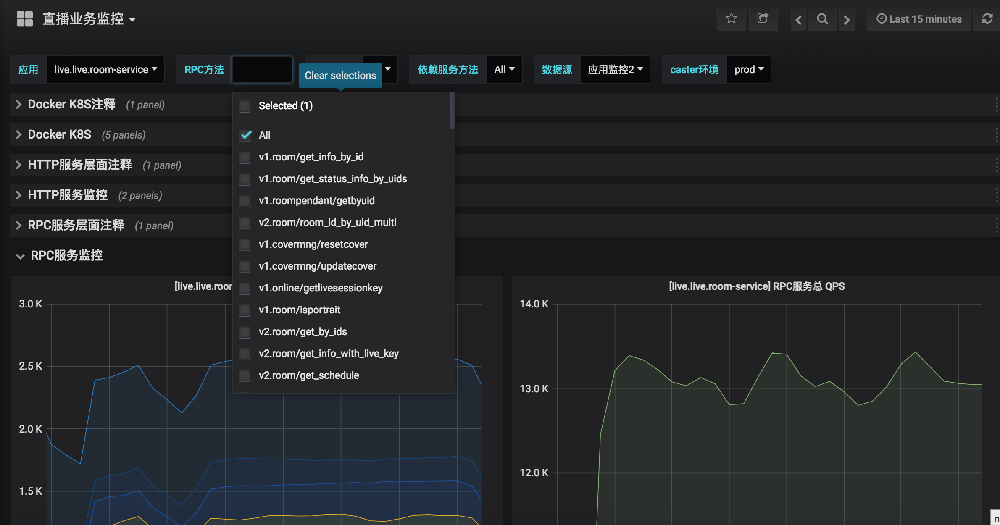 直播业务监控
Last 15 minutes
应用
live.live.room-service
RPC方法
Clear selections
依赖服务方法
All
数据源
应用监控2
caster环境
prod
Docker K8S注释 (1 panel)
Docker K8S (5 panels)
HTTP服务层面注释 (1 panel)
HTTP服务监控 (2 panels)
RPC服务层面注释 (1 panel)
RPC服务监控
Selected (1)
All
v1.room/get_info_by_id
v1.room/get_status_info_by_uids
v1.roompendant/getbyuid
v2.room/room_id_by_uid_multi
v1.covermng/resetcover
v1.covermng/updatecover
v1.online/getlivesessionkey
v1.room/isportrait
v2.room/get_by_ids
v2.room/get_info_with_live_key
v2.room/get_schedule
[live.live.roor
3.0 K
2.5 K
2.0 K
1.5 K
[live.live.room-service] RPC服务总 QPS
14.0 K
13.0 K
12.0 K